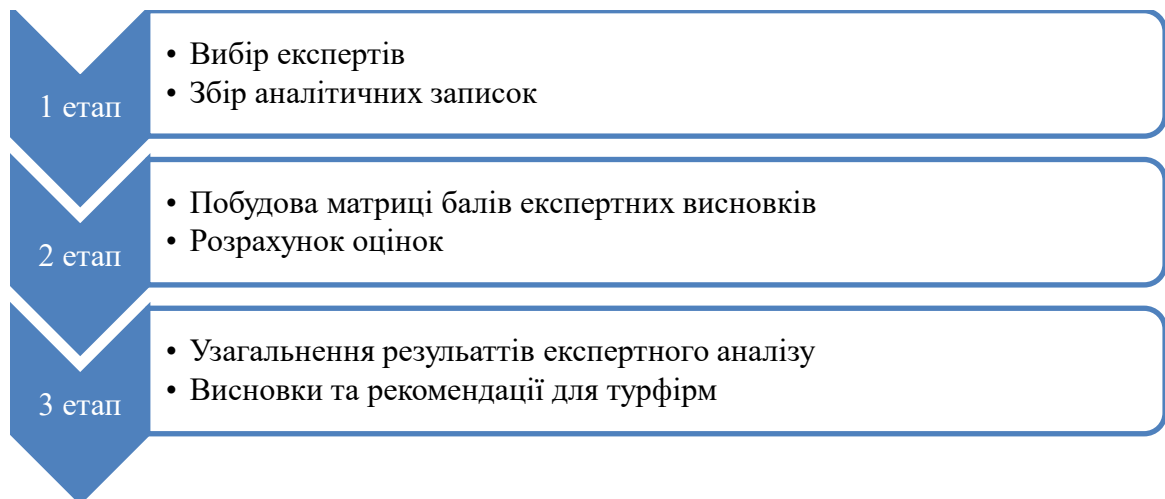 1 етап
• Вибір експертів
• Збір аналітичних записок
2 етап
• Побудова матриці балів експертних висновків
• Розрахунок оцінок
3 етап
• Узагальнення резульаттів експертного аналізу
• Висновки та рекомендації для турфірм